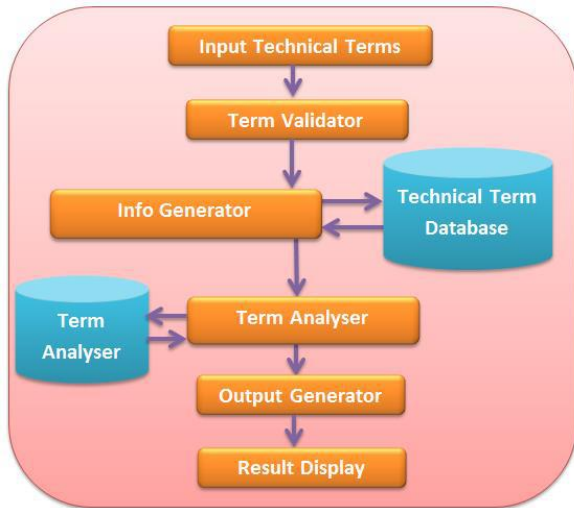 Input Technical Terms
Term Validator
Info Generator
Technical Term
Database
Term
Analyser
Term Analyser
Output Generator
Result Display